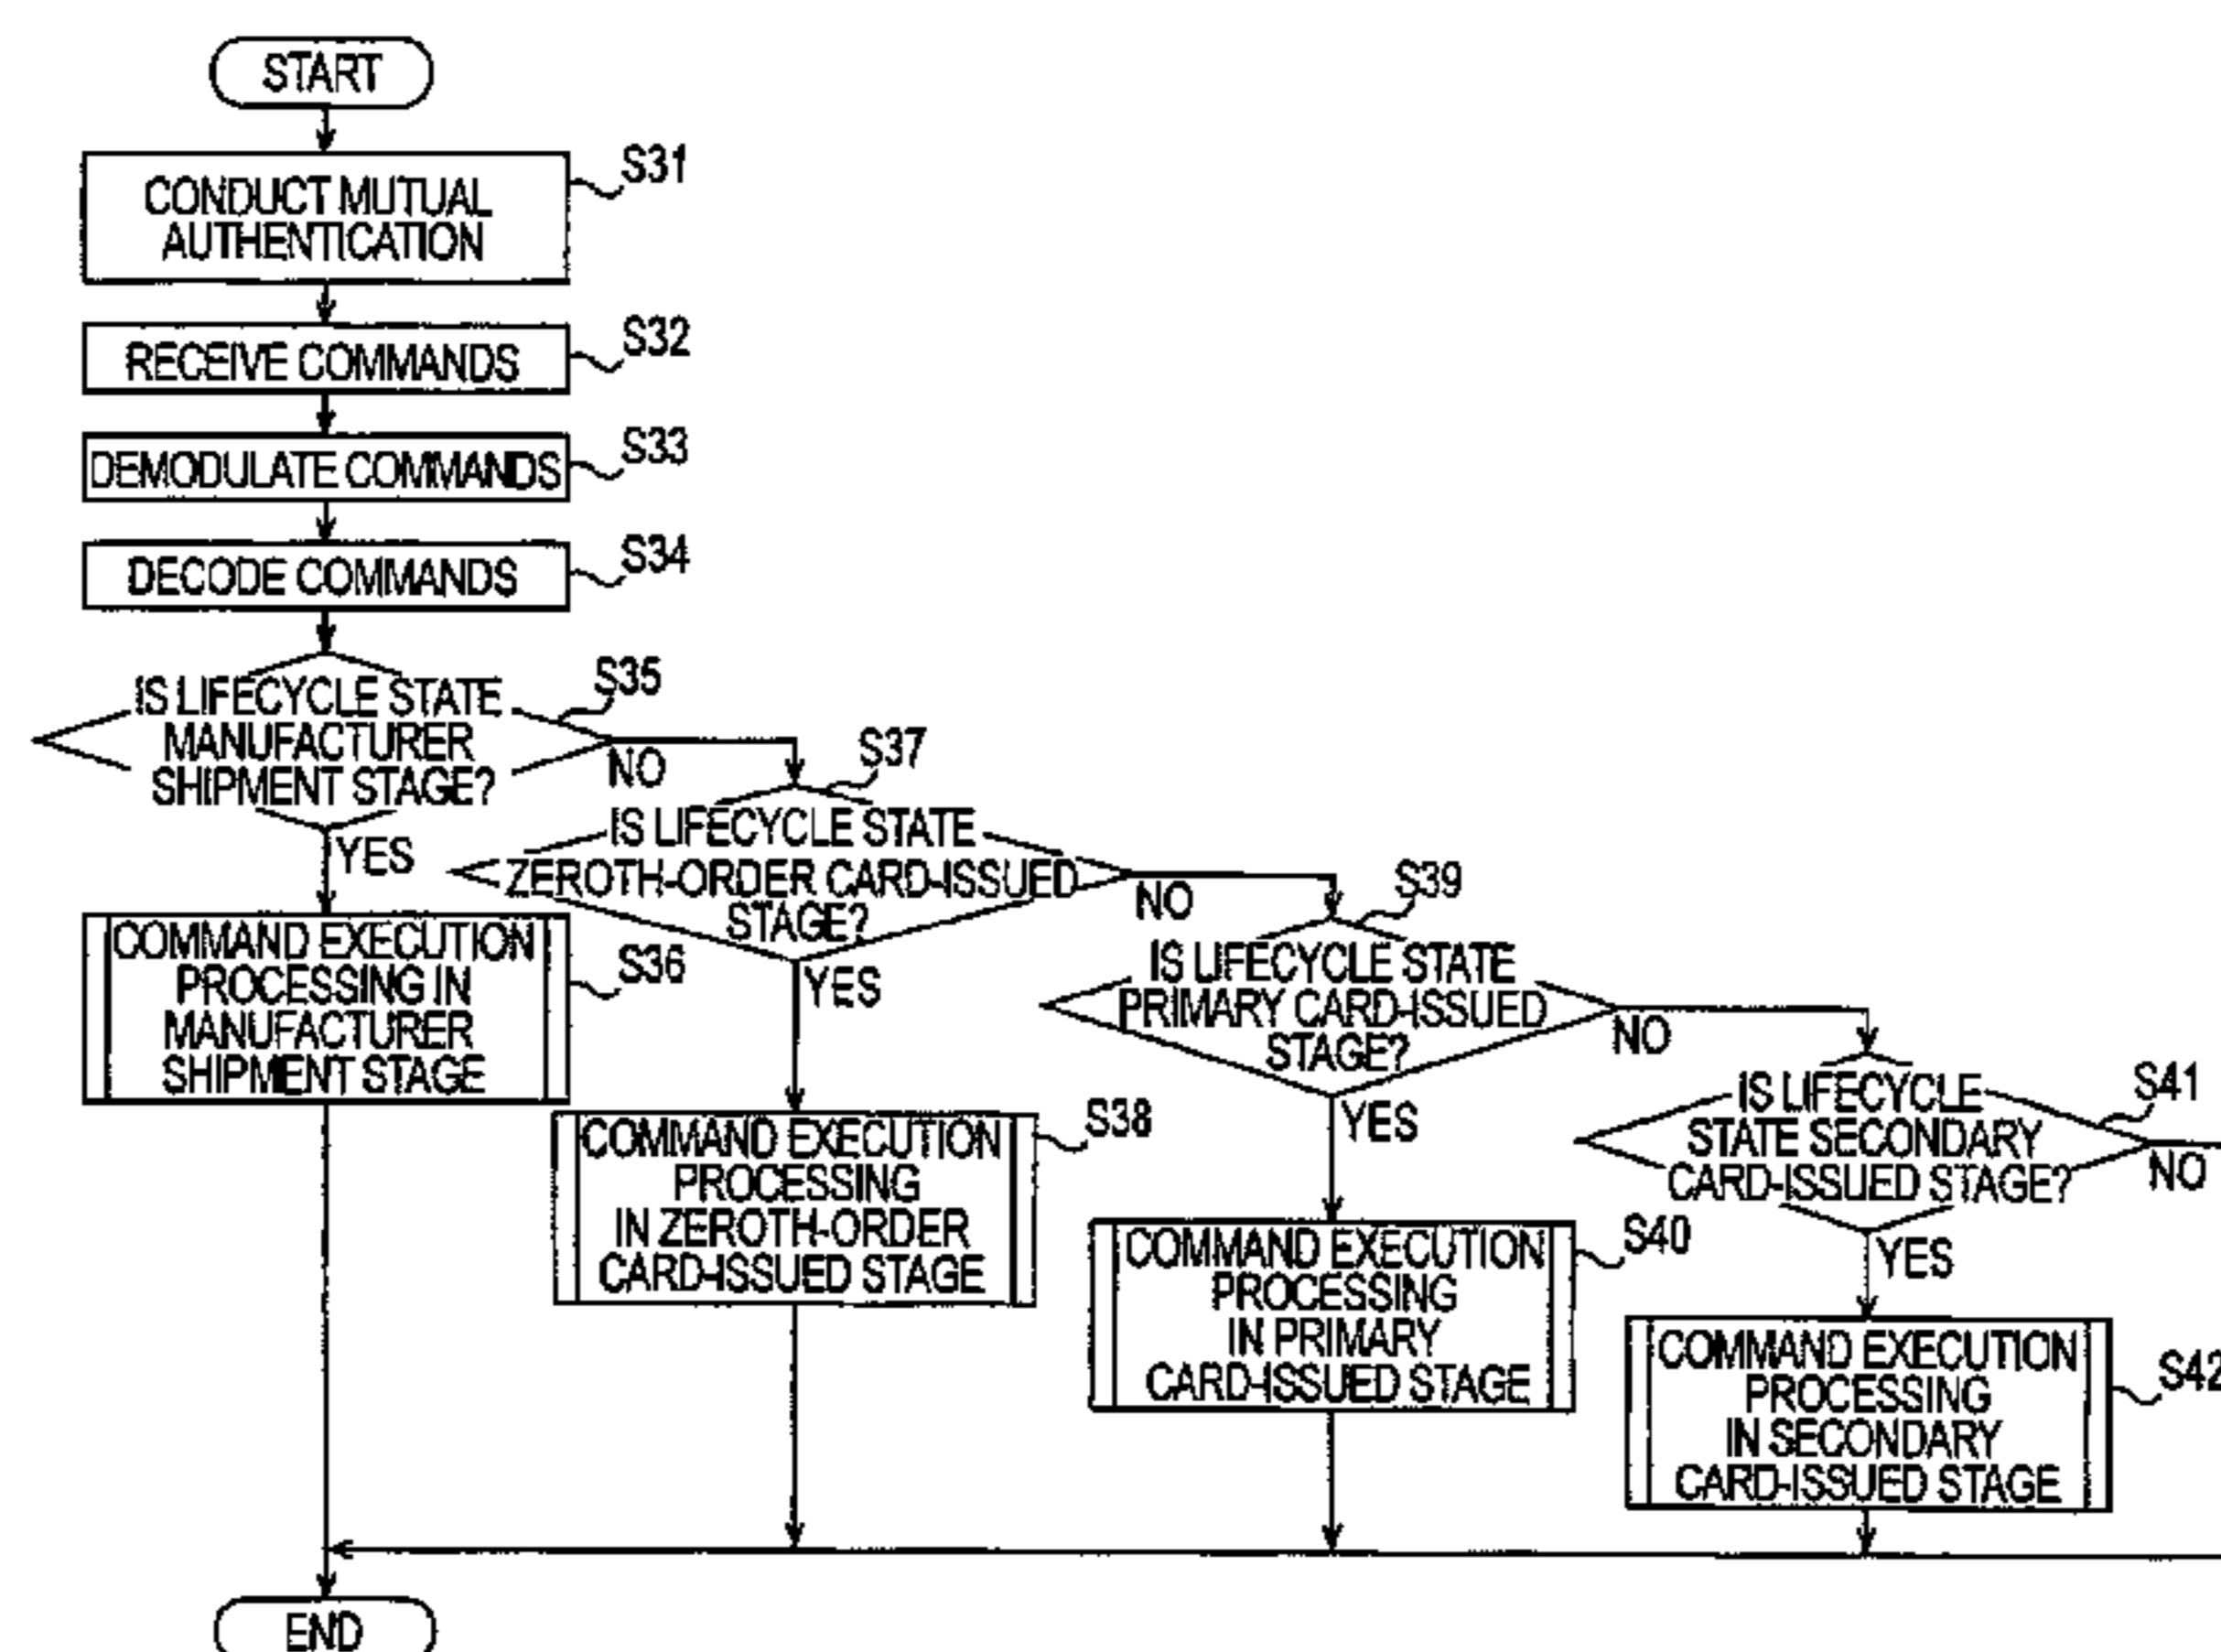 START
CONDUCT MUTUAL
AUTHENTICATION
S31
RECEIVE COMMANDS
S32
DEMODULATE COMMANDS
S33
DECODE COMMANDS
S34
IS LIFECYCLE STATE
MANUFACTURER
SHIPMENT STAGE?
S35
NO
YES
COMMAND EXECUTION
PROCESSING IN
MANUFACTURER
SHIPMENT STAGE
S36
S37
IS LIFECYCLE STATE
ZEROTH-ORDER CARD-ISSUED
STAGE?
NO
YES
COMMAND EXECUTION
PROCESSING
IN ZEROTH-ORDER
CARD-ISSUED STAGE
S38
S39
IS LIFECYCLE STATE
PRIMARY CARD-ISSUED
STAGE?
NO
YES
COMMAND EXECUTION
PROCESSING
IN PRIMARY
CARD-ISSUED STAGE
S40
S41
IS LIFECYCLE
STATE SECONDARY
CARD-ISSUED STAGE?
NO
YES
COMMAND EXECUTION
PROCESSING
IN SECONDARY
CARD-ISSUED STAGE
S42
END